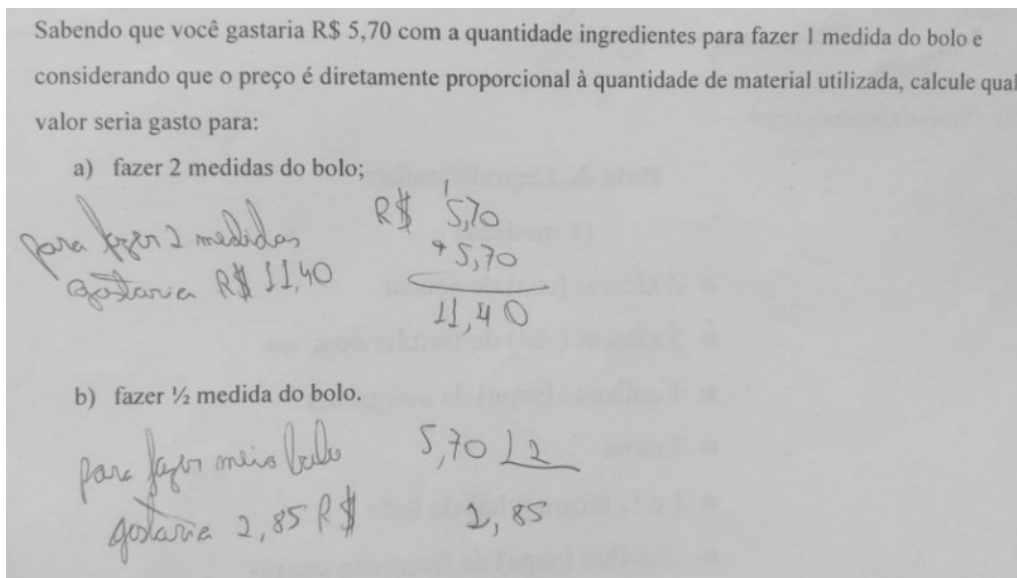 Sabendo que você gastaria R$ 5,70 com a quantidade ingredientes para fazer 1 medida do bolo e
considerando que o preço é diretamente proporcional à quantidade de material utilizada, calcule qual
valor seria gasto para:
a) fazer 2 medidas do bolo;
para fazer 2 medidas
gastaria R$ 11,40
1
R$ 5,70
+ 5,70
11,40
b) fazer ½ medida do bolo.
para fazer meio bolo
gostaria 2,85 R$
5,70 2
2,85